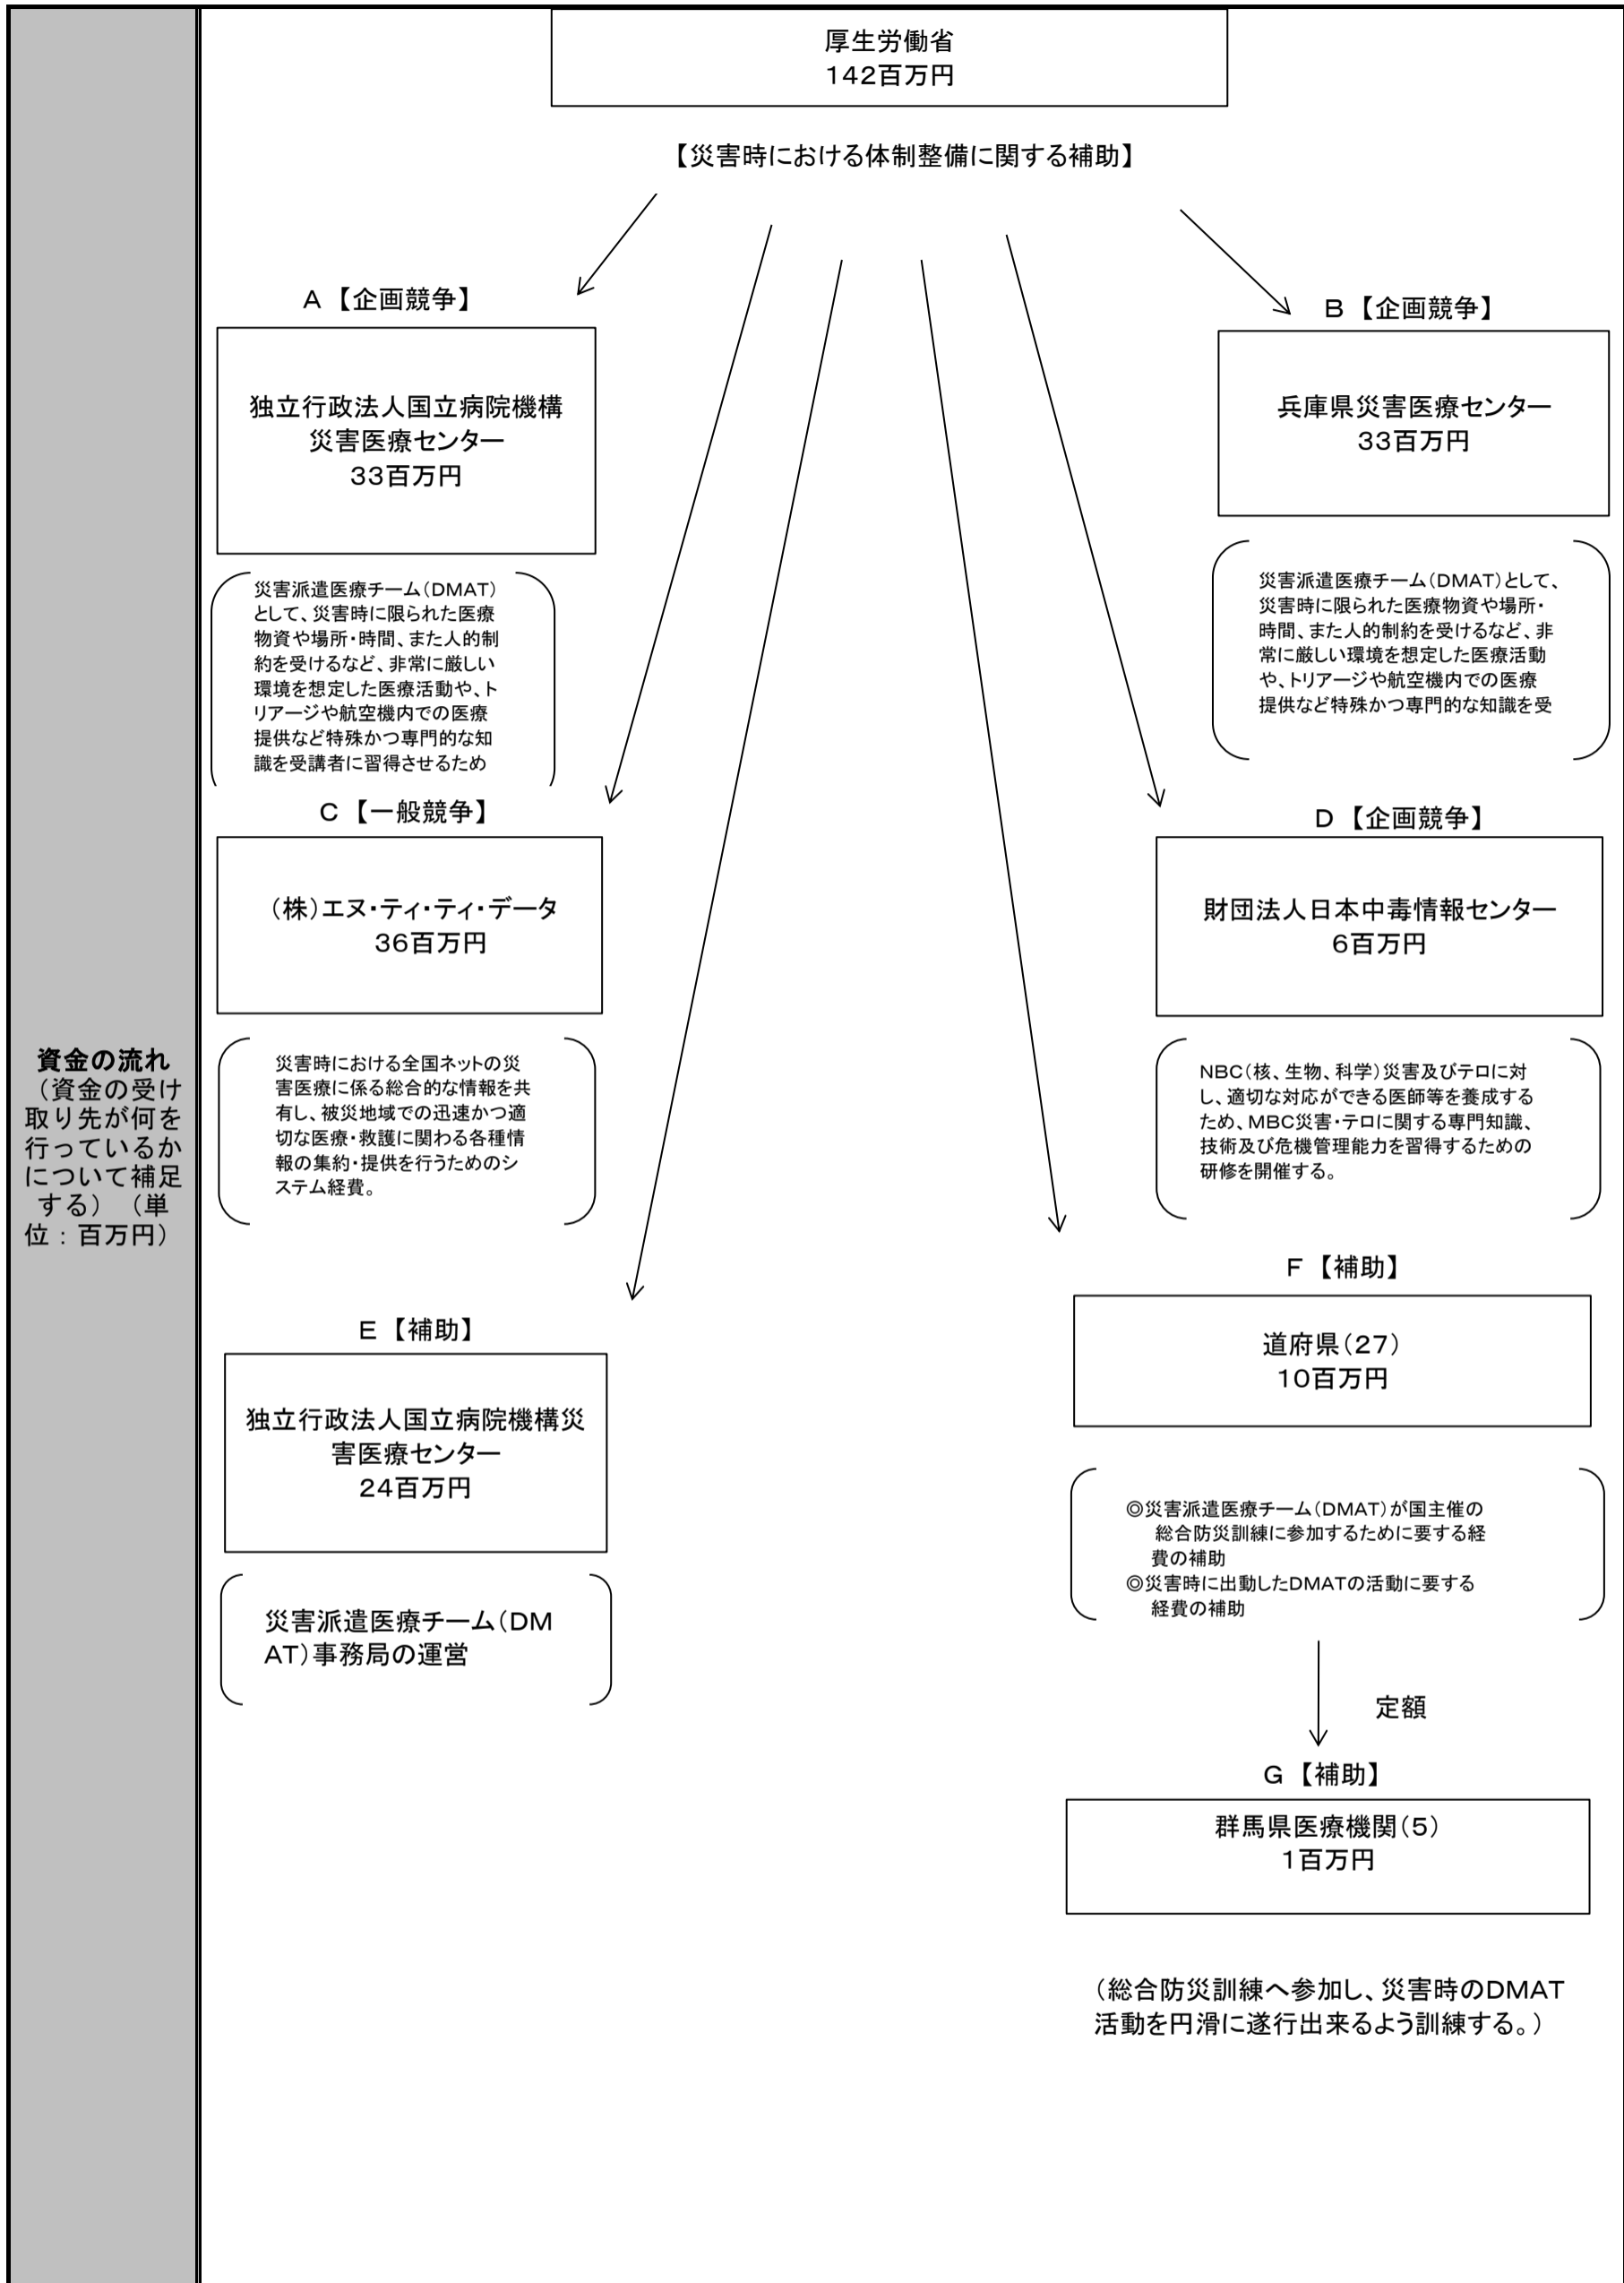 厚生労働省
142百万円
【災害時における体制整備に関する補助】
A 【企画競争】
独立行政法人国立病院機構
災害医療センター
33百万円
災害派遣医療チーム(DMAT)
として、災害時に限られた医療
物資や場所・時間、また人的制
約を受けるなど、非常に厳しい
環境を想定した医療活動や、ト
リアージや航空機内での医療
提供など特殊かつ専門的な知
識を受講者に習得させるため
B 【企画競争】
兵庫県災害医療センター
33百万円
災害派遣医療チーム(DMAT)として、
災害時に限られた医療物資や場所・
時間、また人的制約を受けるなど、非
常に厳しい環境を想定した医療活動
や、トリアージや航空機内での医療
提供など特殊かつ専門的な知識を受
C 【一般競争】
(株)エヌ・ティ・ティ・データ
36百万円
災害時における全国ネットの災
害医療に係る総合的な情報を共
有し、被災地域での迅速かつ適
切な医療・救護に関わる各種情
報の集約・提供を行うためのシ
ステム経費。
D 【企画競争】
財団法人日本中毒情報センター
6百万円
NBC(核、生物、科学)災害及びテロに対
し、適切な対応ができる医師等を養成する
ため、MBC災害・テロに関する専門知識、
技術及び危機管理能力を習得するための
研修を開催する。
資金の流れ
(資金の受け
取り先が何を
行っているか
について補足
する) (単
位:百万円)
E 【補助】
独立行政法人国立病院機構災
害医療センター
24百万円
災害派遣医療チーム(DM
AT)事務局の運営
F 【補助】
道府県(27)
10百万円
◎災害派遣医療チーム(DMAT)が国主催の
総合防災訓練に参加するために要する経
費の補助
◎災害時に出動したDMATの活動に要する
経費の補助
定額
G 【補助】
群馬県医療機関(5)
1百万円
(総合防災訓練へ参加し、災害時のDMAT
活動を円滑に遂行出来るよう訓練する。)